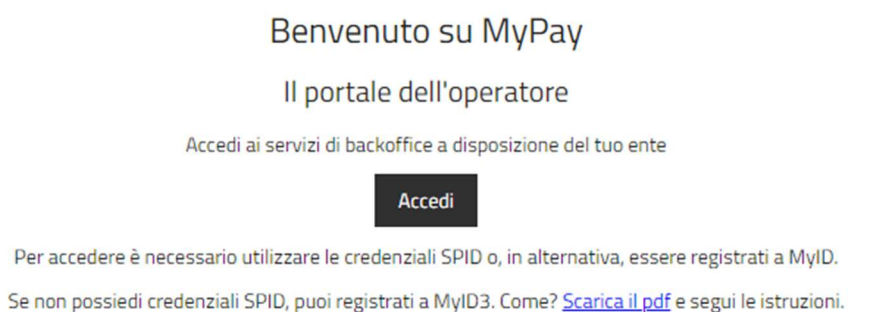 Benvenuto su MyPay
Il portale dell'operatore
Accedi ai servizi di backoffice a disposizione del tuo ente
Accedi
Per accedere è necessario utilizzare le credenziali SPID o, in alternativa, essere registrati a MyID.
Se non possiedi credenziali SPID, puoi registrati a MyID3. Come? Scarica il pdf e segui le istruzioni.